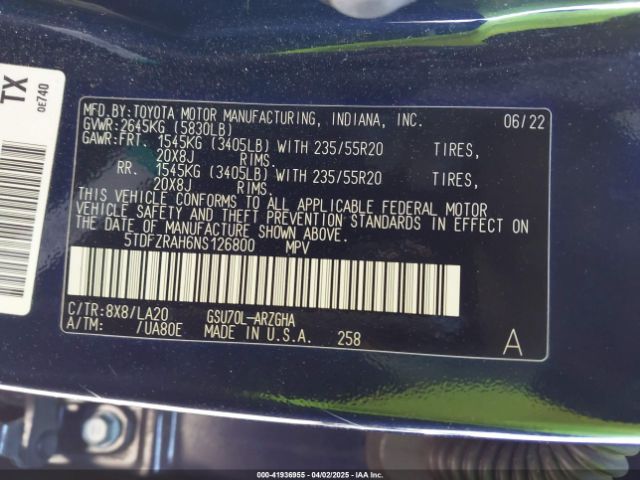 TX
0E740
MFD.BY:TOYOTA MOTOR MANUFACTURING, INDIANA, INC. 06/22
GVWR:2645KG (5830LB)
GAWR:FRT. 1545KG (3405LB) WITH 235/55R20 TIRES,
20X8J RIMS.
RR. 1545KG (3405LB) WITH 235/55R20 TIRES,
20X8J RIMS.
THIS VEHICLE CONFORMS TO ALL APPLICABLE FEDERAL MOTOR
VEHICLE SAFETY AND THEFT PREVENTION STANDARDS IN EFFECT ON
THE DATE OF MANUFACTURE SHOWN ABOVE.
5TDFZRAH6NS126800 MPV
C/TR:8X8/LA20 GSU70L-ARZGHA
A/TM: /UA80E MADE IN U.S.A. 258 A
000-41936955 04/02/2025 - IAA Inc.